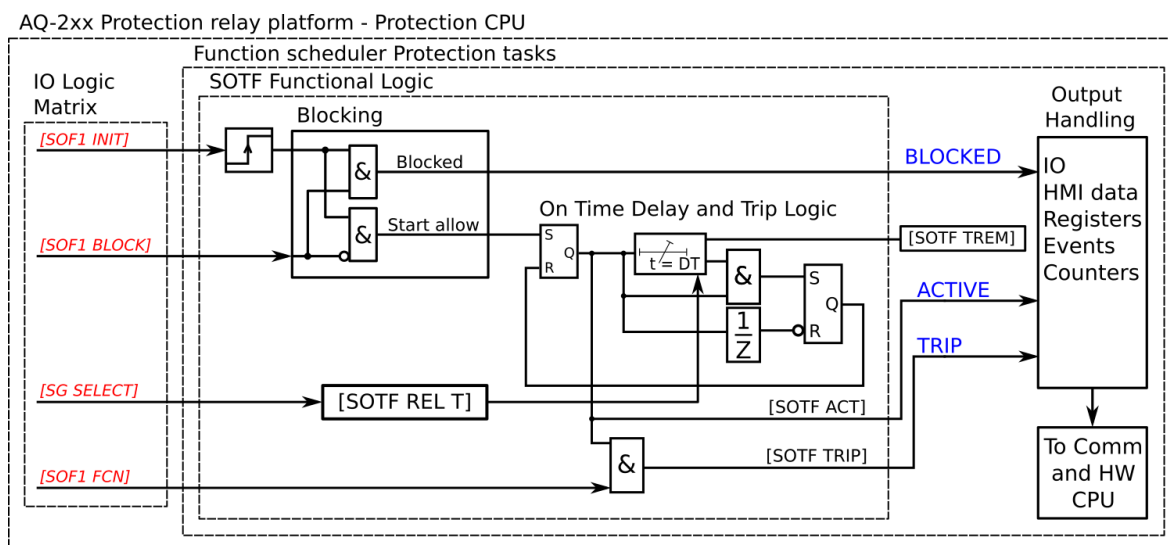 AQ-2xx Protection relay platform - Protection CPU
Function scheduler Protection tasks
IO Logic
Matrix
SOTF Functional Logic
Output
Handling
Blocking
[SOF1 INIT]
&
Blocked
BLOCKED
IO
HMI data
Registers
Events
Counters
[SOF1 BLOCK]
&
Start allow
On Time Delay and Trip Logic
S
Q
R
t = DT
[SOTF TREM]
&
S
Q
R
1
Z
ACTIVE
TRIP
[SG SELECT]
[SOTF REL T]
[SOTF ACT]
[SOF1 FCN]
&
[SOTF TRIP]
To Comm
and HW
CPU